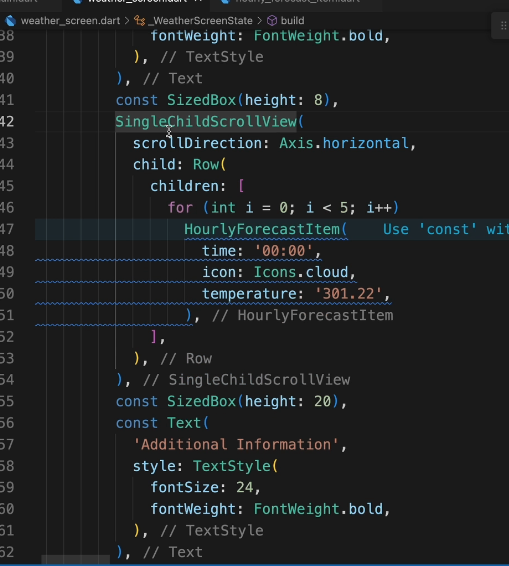 weather_screen.dart hourly_forecast_item.dart
weather_screen.dart > _WeatherScreenState > build
38 fontWeight: FontWeight.bold,
39 ), // TextStyle
40 ), // Text
41 const SizedBox(height: 8),
42 SingleChildScrollView(
43 scrollDirection: Axis.horizontal,
44 child: Row(
45 children: [
46 for (int i = 0; i < 5; i++)
47 HourlyForecastItem( Use 'const' wit
48 time: '00:00',
49 icon: Icons.cloud,
50 temperature: '301.22',
51 ), // HourlyForecastItem
52 ],
53 ), // Row
54 ), // SingleChildScrollView
55 const SizedBox(height: 20),
56 const Text(
57 'Additional Information',
58 style: TextStyle(
59 fontSize: 24,
60 fontWeight: FontWeight.bold,
61 ), // TextStyle
62 ), // Text